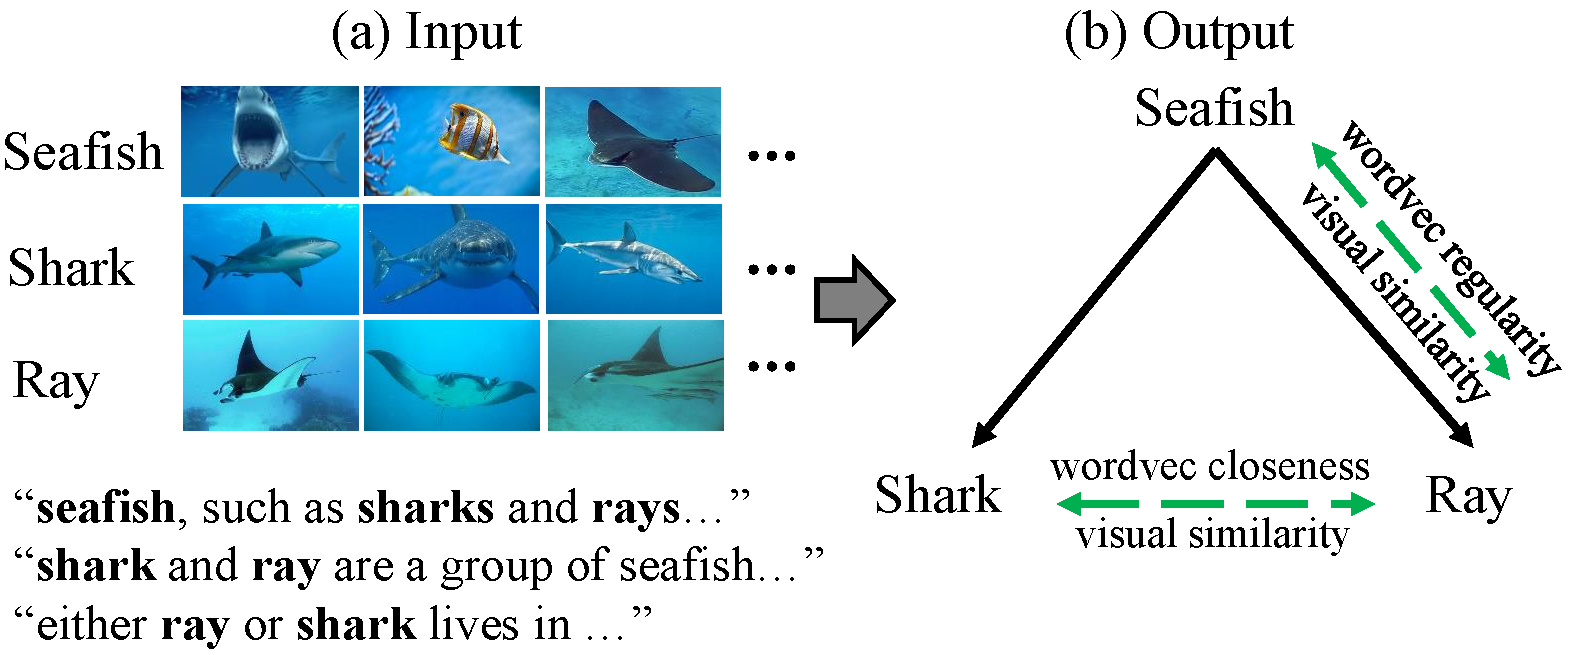 (a) Input
Seafish
...
Shark
...
Ray
...
“seafish, such as sharks and rays…”
“shark and ray are a group of seafish…”
“either ray or shark lives in …”
(b) Output
Seafish
wordvec regularity
visual similarity
Shark
wordvec closeness
visual similarity
Ray